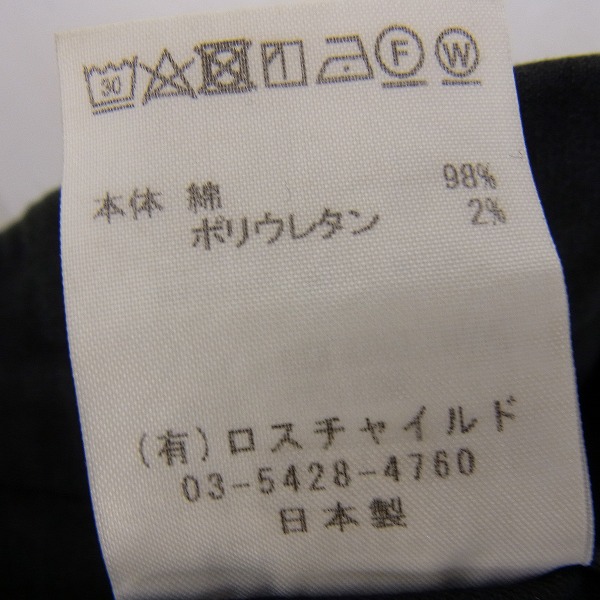 30 F W
本体 綿 98%
ポリウレタン 2%
(有)ロスチャイルド
03-5428-4760
日本製